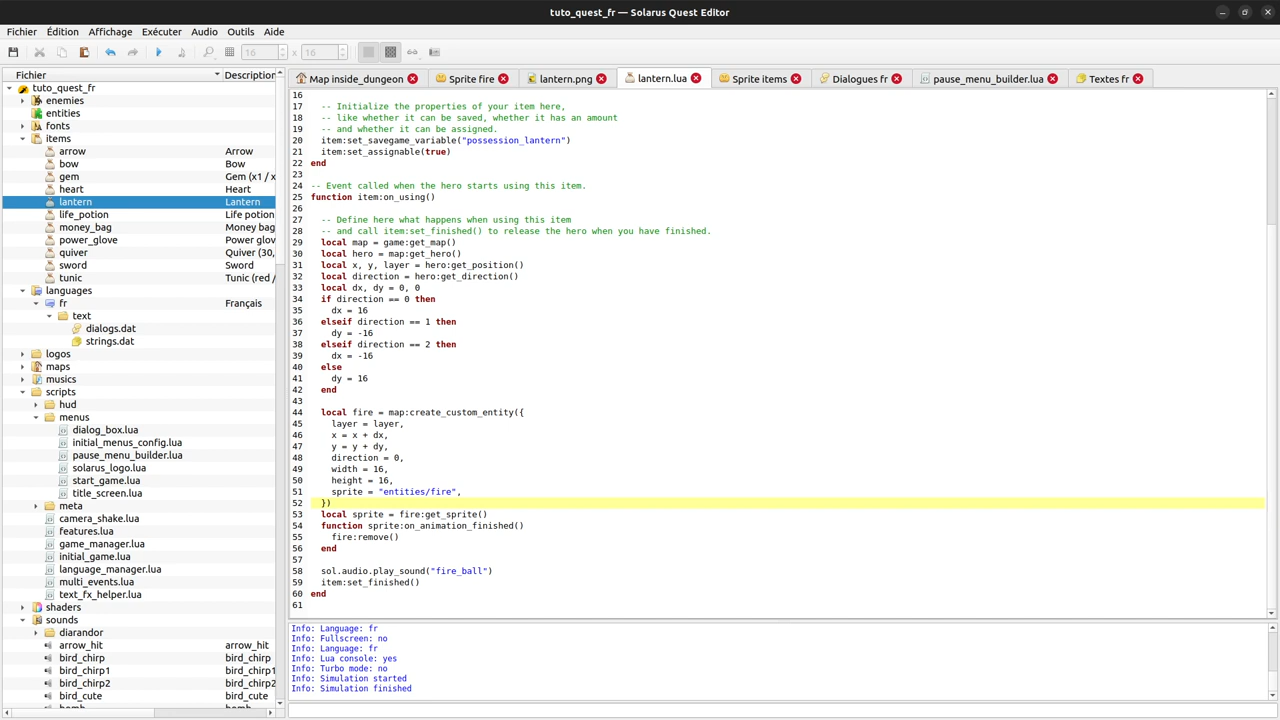 tuto_quest_fr — Solarus Quest Editor
Fichier Édition Affichage Exécuter Audio Outils Aide
16 x 16
Fichier Description
tuto_quest_fr
enemies
entities
fonts
items
arrow Arrow
bow Bow
gem Gem (x1 / x
heart Heart
lantern Lantern
life_potion Life potion
money_bag Money bag
power_glove Power glov
quiver Quiver (30,
sword Sword
tunic Tunic (red /
languages
fr Français
text
dialogs.dat
strings.dat
logos
maps
musics
scripts
hud
menus
dialog_box.lua
initial_menus_config.lua
pause_menu_builder.lua
solarus_logo.lua
start_game.lua
title_screen.lua
meta
camera_shake.lua
features.lua
game_manager.lua
initial_game.lua
language_manager.lua
multi_events.lua
text_fx_helper.lua
shaders
sounds
diarandor
arrow_hit arrow_hit
bird_chirp bird_chirp
bird_chirp1 bird_chirp1
bird_chirp2 bird_chirp2
bird_cute bird_cute
Map inside_dungeon Sprite fire lantern.png lantern.lua Sprite items Dialogues fr pause_menu_builder.lua Textes fr
16
17 -- Initialize the properties of your item here,
18 -- like whether it can be saved, whether it has an amount
19 -- and whether it can be assigned.
20 item:set_savegame_variable("possession_lantern")
21 item:set_assignable(true)
22 end
23
24 -- Event called when the hero starts using this item.
25 function item:on_using()
26
27 -- Define here what happens when using this item
28 -- and call item:set_finished() to release the hero when you have finished.
29 local map = game:get_map()
30 local hero = map:get_hero()
31 local x, y, layer = hero:get_position()
32 local direction = hero:get_direction()
33 local dx, dy = 0, 0
34 if direction == 0 then
35 dx = 16
36 elseif direction == 1 then
37 dy = -16
38 elseif direction == 2 then
39 dx = -16
40 else
41 dy = 16
42 end
43
44 local fire = map:create_custom_entity({
45 layer = layer,
46 x = x + dx,
47 y = y + dy,
48 direction = 0,
49 width = 16,
50 height = 16,
51 sprite = "entities/fire",
52 })
53 local sprite = fire:get_sprite()
54 function sprite:on_animation_finished()
55 fire:remove()
56 end
57
58 sol.audio.play_sound("fire_ball")
59 item:set_finished()
60 end
61
Info: Language: fr
Info: Fullscreen: no
Info: Language: fr
Info: Lua console: yes
Info: Turbo mode: no
Info: Simulation started
Info: Simulation finished